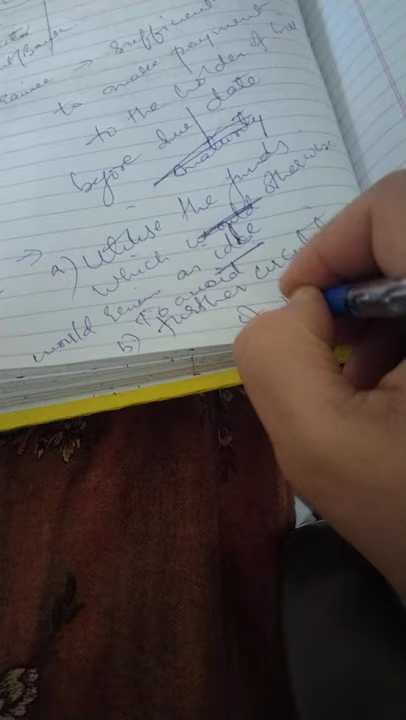 sufficient
to make payment
to the holder of bill
before due date
maturity
→ a) Utilise the funds
which would otherwise
would remain as idle
b) To avoid
further circul